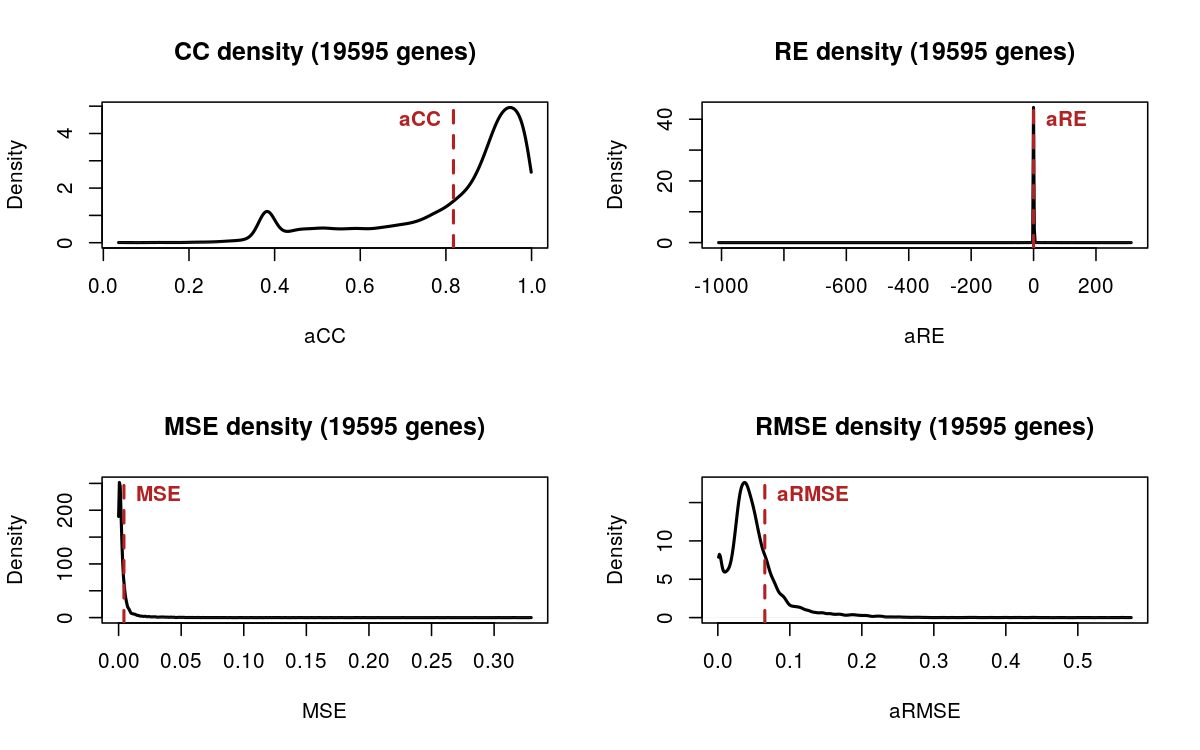 CC density (19595 genes)
Density
0 2 4
aCC
0.0 0.2 0.4 0.6 0.8 1.0
aCC
RE density (19595 genes)
Density
0 20 40
aRE
-1000 -600 -400 -200 0 200
aRE
MSE density (19595 genes)
Density
0 100 200
MSE
0.00 0.05 0.10 0.15 0.20 0.25 0.30
MSE
RMSE density (19595 genes)
Density
0 5 10
aRMSE
0.0 0.1 0.2 0.3 0.4 0.5
aRMSE